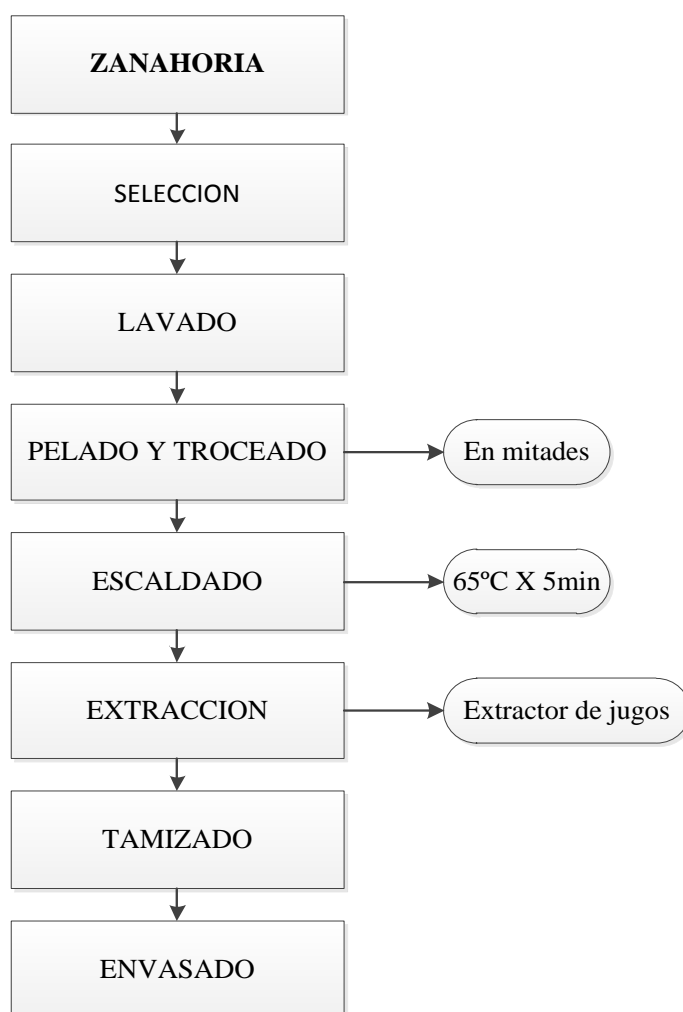 ZANAHORIA
SELECCION
LAVADO
PELADO Y TROCEADO
En mitades
ESCALDADO
65ºC X 5min
EXTRACCION
Extractor de jugos
TAMIZADO
ENVASADO